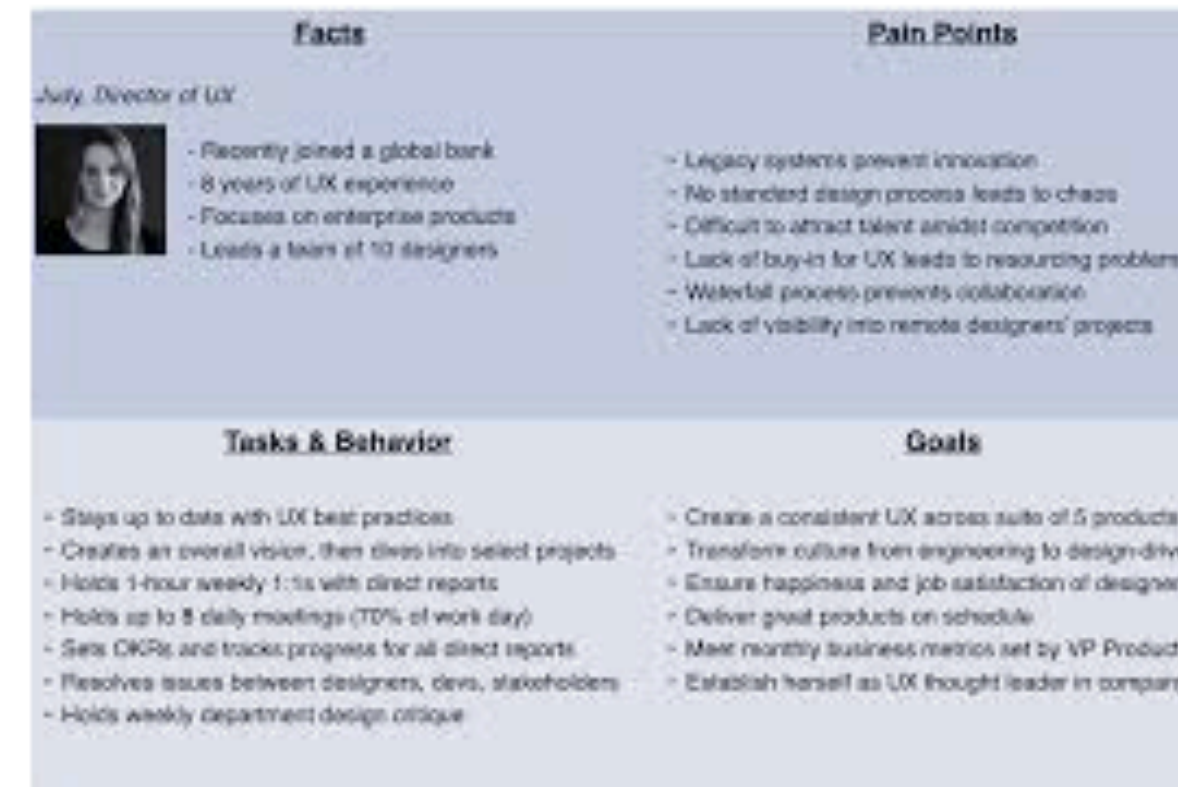 Facts
Judy, Director of UX
- Recently joined a global bank
- 8 years of UX experience
- Focuses on enterprise products
- Leads a team of 10 designers
Pain Points
- Legacy systems prevent innovation
- No standard design process leads to chaos
- Difficult to attract talent amidst competition
- Lack of buy-in for UX leads to resourcing problem
- Waterfall process prevents collaboration
- Lack of visibility into remote designers' projects
Tasks & Behavior
- Stays up to date with UX best practices
- Creates an overall vision, then dives into select projects
- Holds 1-hour weekly 1:1s with direct reports
- Holds up to 8 daily meetings (70% of work day)
- Sets OKRs and tracks progress for all direct reports
- Resolves issues between designers, devs, stakeholders
- Holds weekly department design critique
Goals
- Create a consistent UX across suite of 5 products
- Transform culture from engineering to design-driv
- Ensure happiness and job satisfaction of designe
- Deliver great products on schedule
- Meet monthly business metrics set by VP Product
- Establish herself as UX thought leader in compan